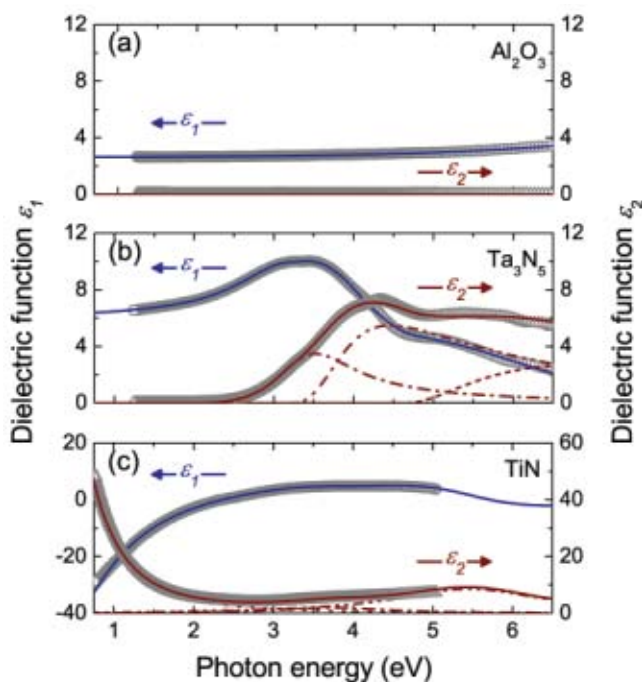 (a)
Al₂O₃
12
12
8
8
ε₁
4
4
ε₂
0
0
(b)
Ta₃N₅
12
12
ε₁
8
8
ε₂
4
4
0
0
(c)
TiN
20
60
ε₁
0
40
-20
20
ε₂
-40
0
1 2 3 4 5 6
Photon energy (eV)
Dielectric function ε₁
Dielectric function ε₂